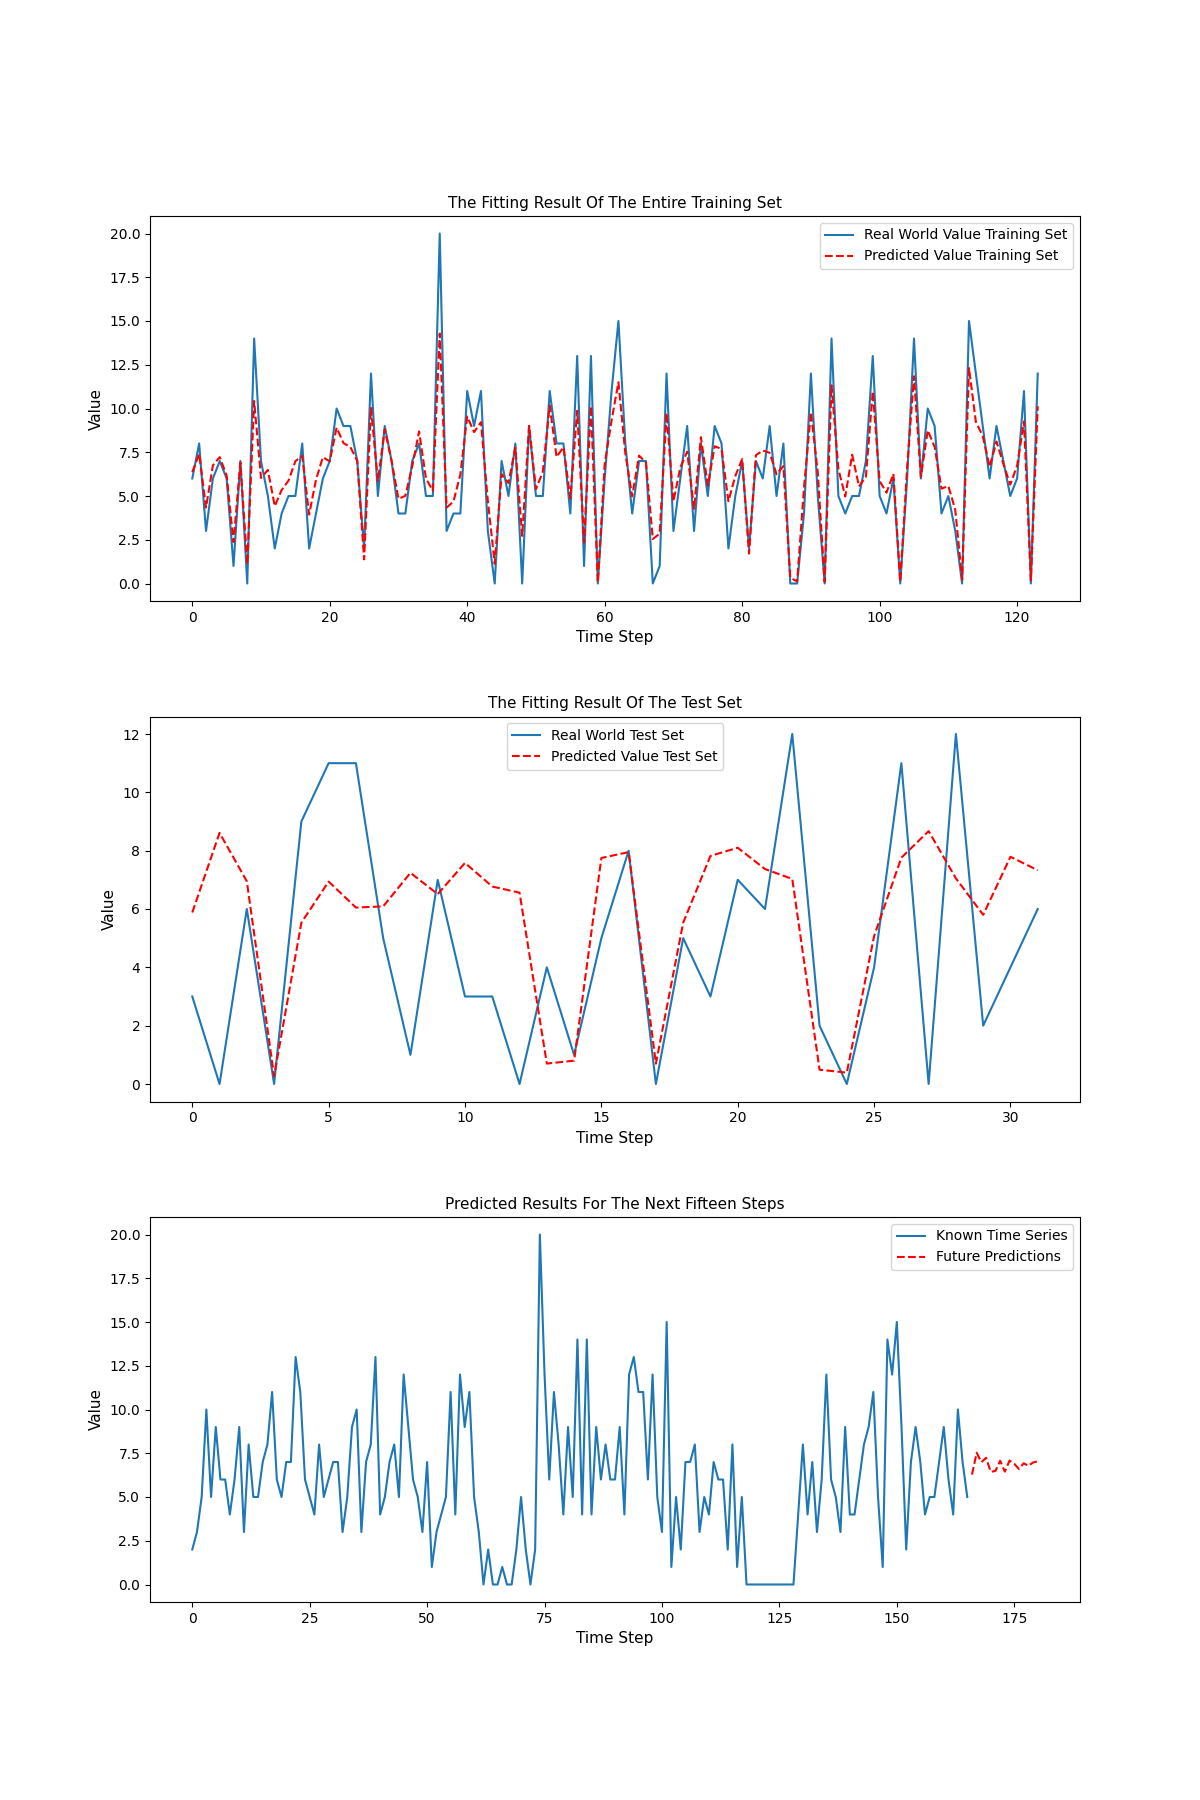 The Fitting Result Of The Entire Training Set
Real World Value Training Set
Predicted Value Training Set
20.0
17.5
15.0
12.5
10.0
7.5
5.0
2.5
0.0
Value
0 20 40 60 80 100 120
Time Step
The Fitting Result Of The Test Set
Real World Test Set
Predicted Value Test Set
12
10
8
6
4
2
0
Value
0 5 10 15 20 25 30
Time Step
Predicted Results For The Next Fifteen Steps
Known Time Series
Future Predictions
20.0
17.5
15.0
12.5
10.0
7.5
5.0
2.5
0.0
Value
0 25 50 75 100 125 150 175
Time Step